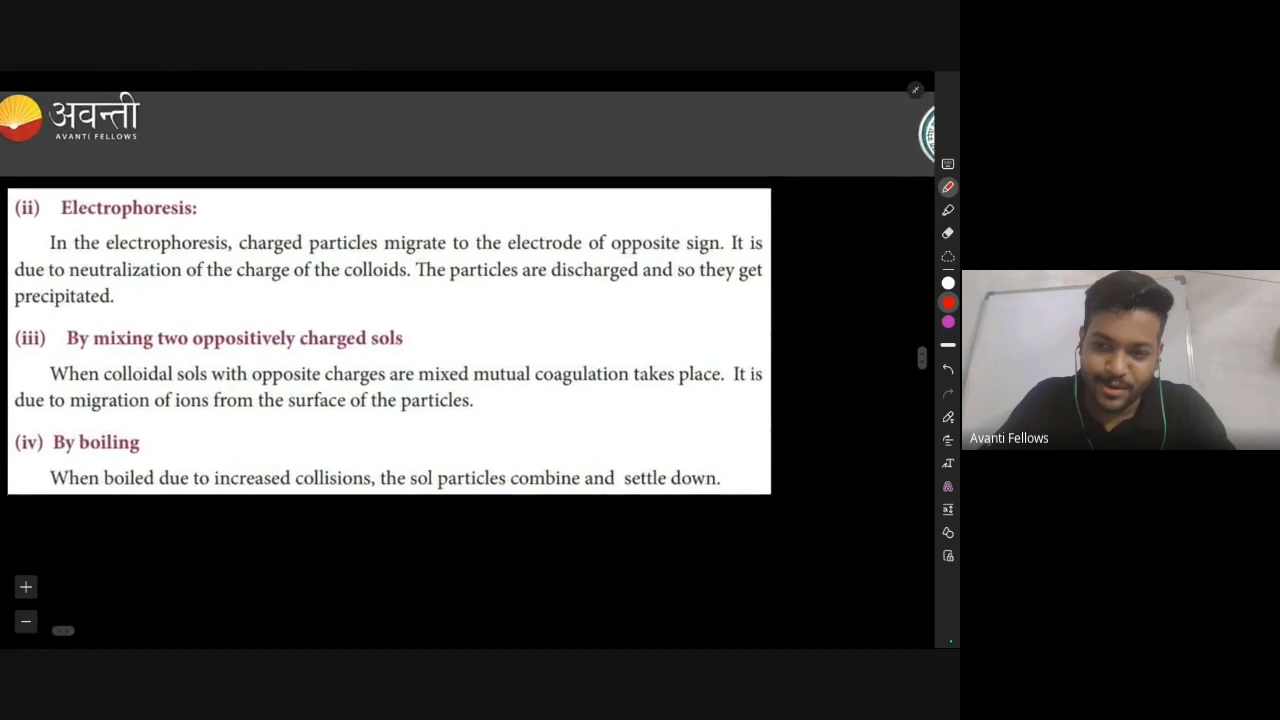 अवन्ती
AVANTI FELLOWS
(ii) Electrophoresis:
In the electrophoresis, charged particles migrate to the electrode of opposite sign. It is
due to neutralization of the charge of the colloids. The particles are discharged and so they get
precipitated.
(iii) By mixing two oppositively charged sols
When colloidal sols with opposite charges are mixed mutual coagulation takes place. It is
due to migration of ions from the surface of the particles.
(iv) By boiling
When boiled due to increased collisions, the sol particles combine and settle down.
Avanti Fellows